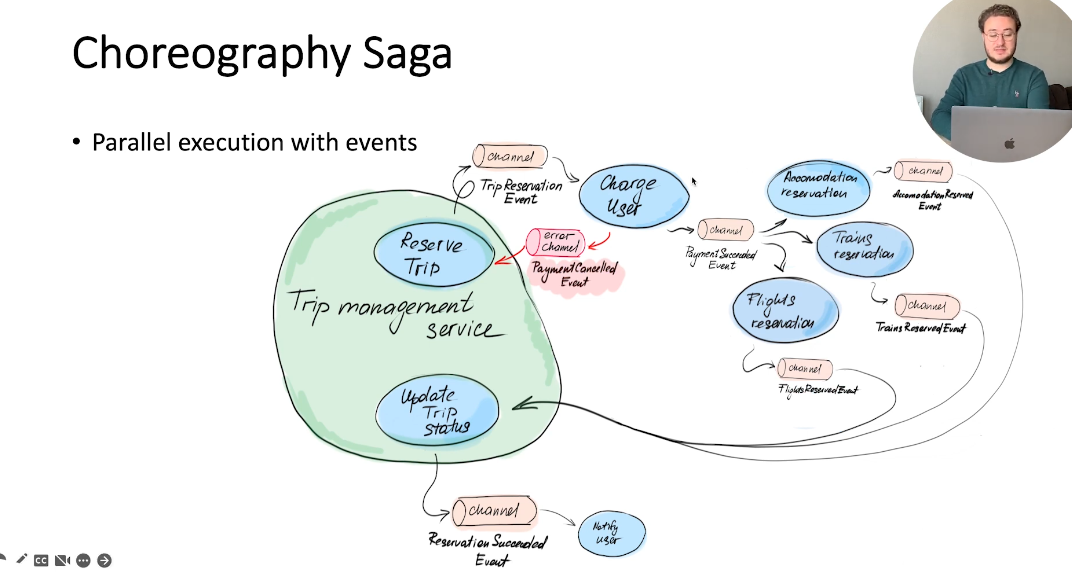 Choreography Saga
• Parallel execution with events
channel
Trip Reservation
Event
Charge
User
error
channel
Payment Cancelled
Event
channel
Payment Succeeded
Event
Accomodation
reservation
channel
Accomodation Reserved
Event
Trains
reservation
channel
Trains Reserved Event
Flights
reservation
channel
Flights Reserved Event
Reserve
Trip
Trip management
service
Update
Trip
Status
channel
Reservation Succeeded
Event
Notify
user
CC